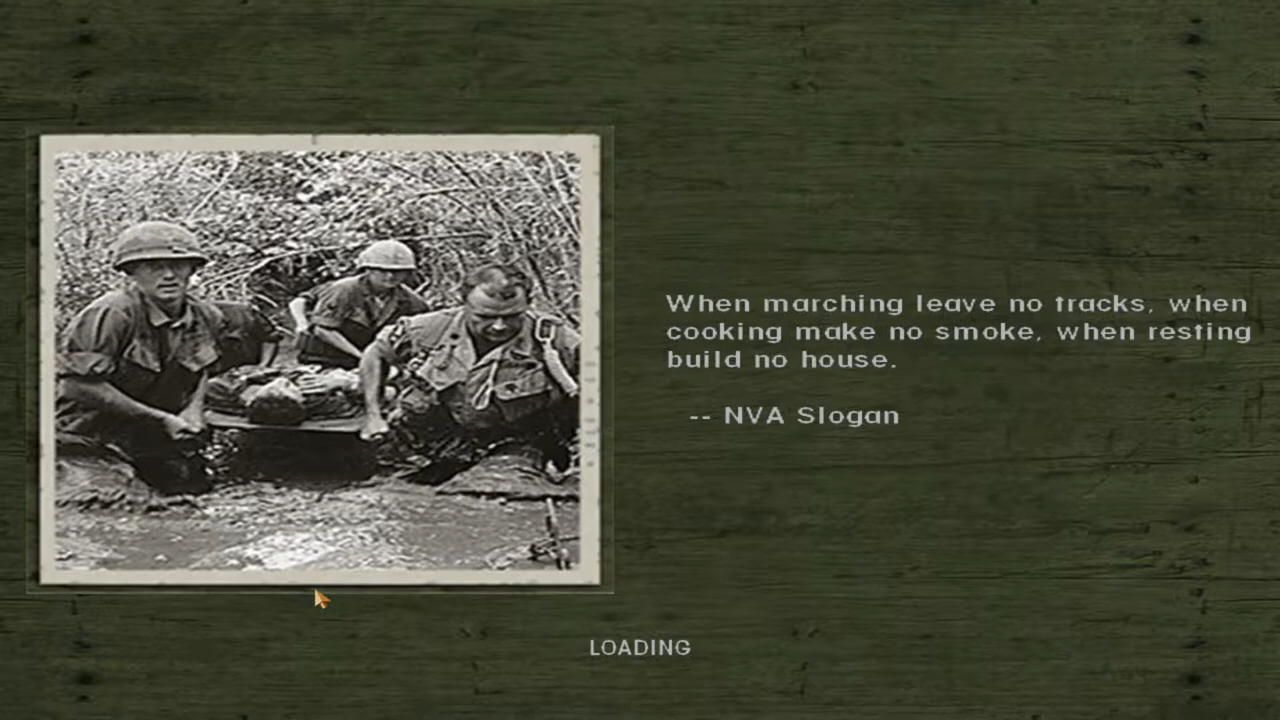 When marching leave no tracks, when
cooking make no smoke, when resting
build no house.
-- NVA Slogan
LOADING